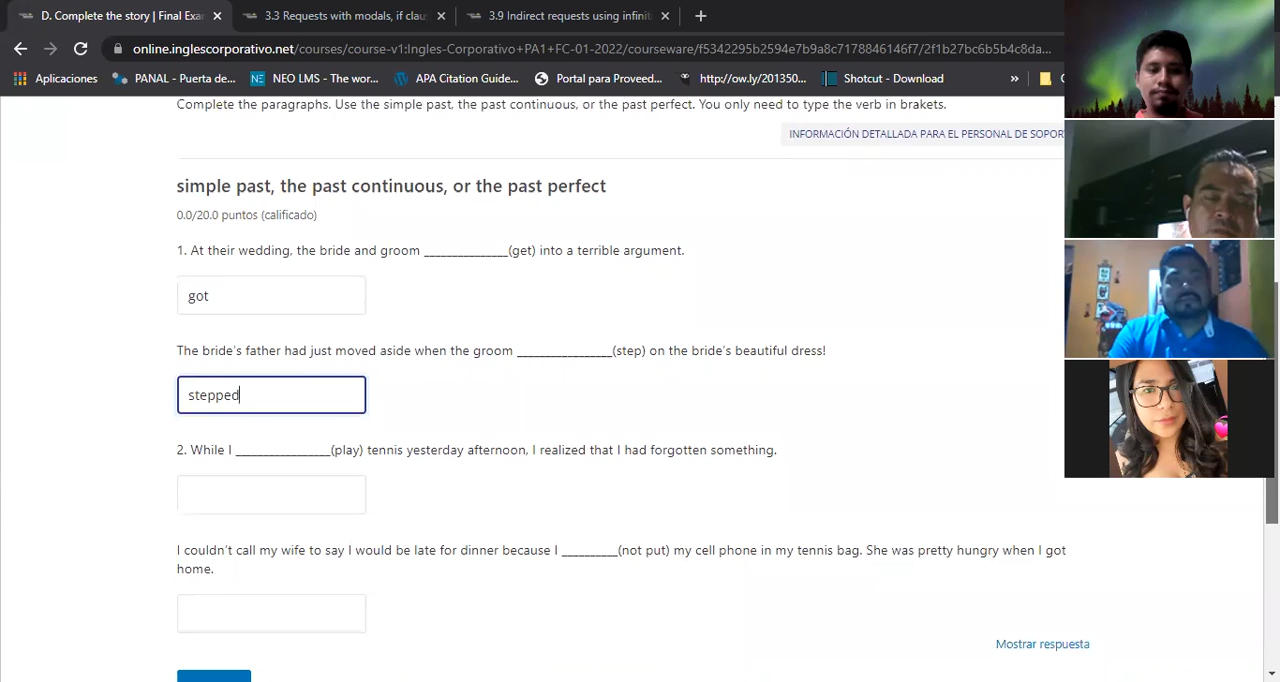 D. Complete the story | Final Exa
3.3 Requests with modals, if clau
3.9 Indirect requests using infinit
online.inglescorporativo.net/courses/course-v1:Ingles-Corporativo+PA1+FC-01-2022/courseware/f5342295b2594e7b9a8c7178846146f7/2f1b27bc6b5b4c8da...
Aplicaciones
PANAL - Puerta de...
NE NEO LMS - The wor...
APA Citation Guide...
Portal para Proveed...
http://ow.ly/201350...
Shotcut - Download
»
Complete the paragraphs. Use the simple past, the past continuous, or the past perfect. You only need to type the verb in brakets.
INFORMACIÓN DETALLADA PARA EL PERSONAL DE SOPOR
simple past, the past continuous, or the past perfect
0.0/20.0 puntos (calificado)
1. At their wedding, the bride and groom ______________(get) into a terrible argument.
got
The bride's father had just moved aside when the groom ________________(step) on the bride's beautiful dress!
stepped
2. While I ________________(play) tennis yesterday afternoon, I realized that I had forgotten something.
I couldn't call my wife to say I would be late for dinner because I __________(not put) my cell phone in my tennis bag. She was pretty hungry when I got
home.
Mostrar respuesta